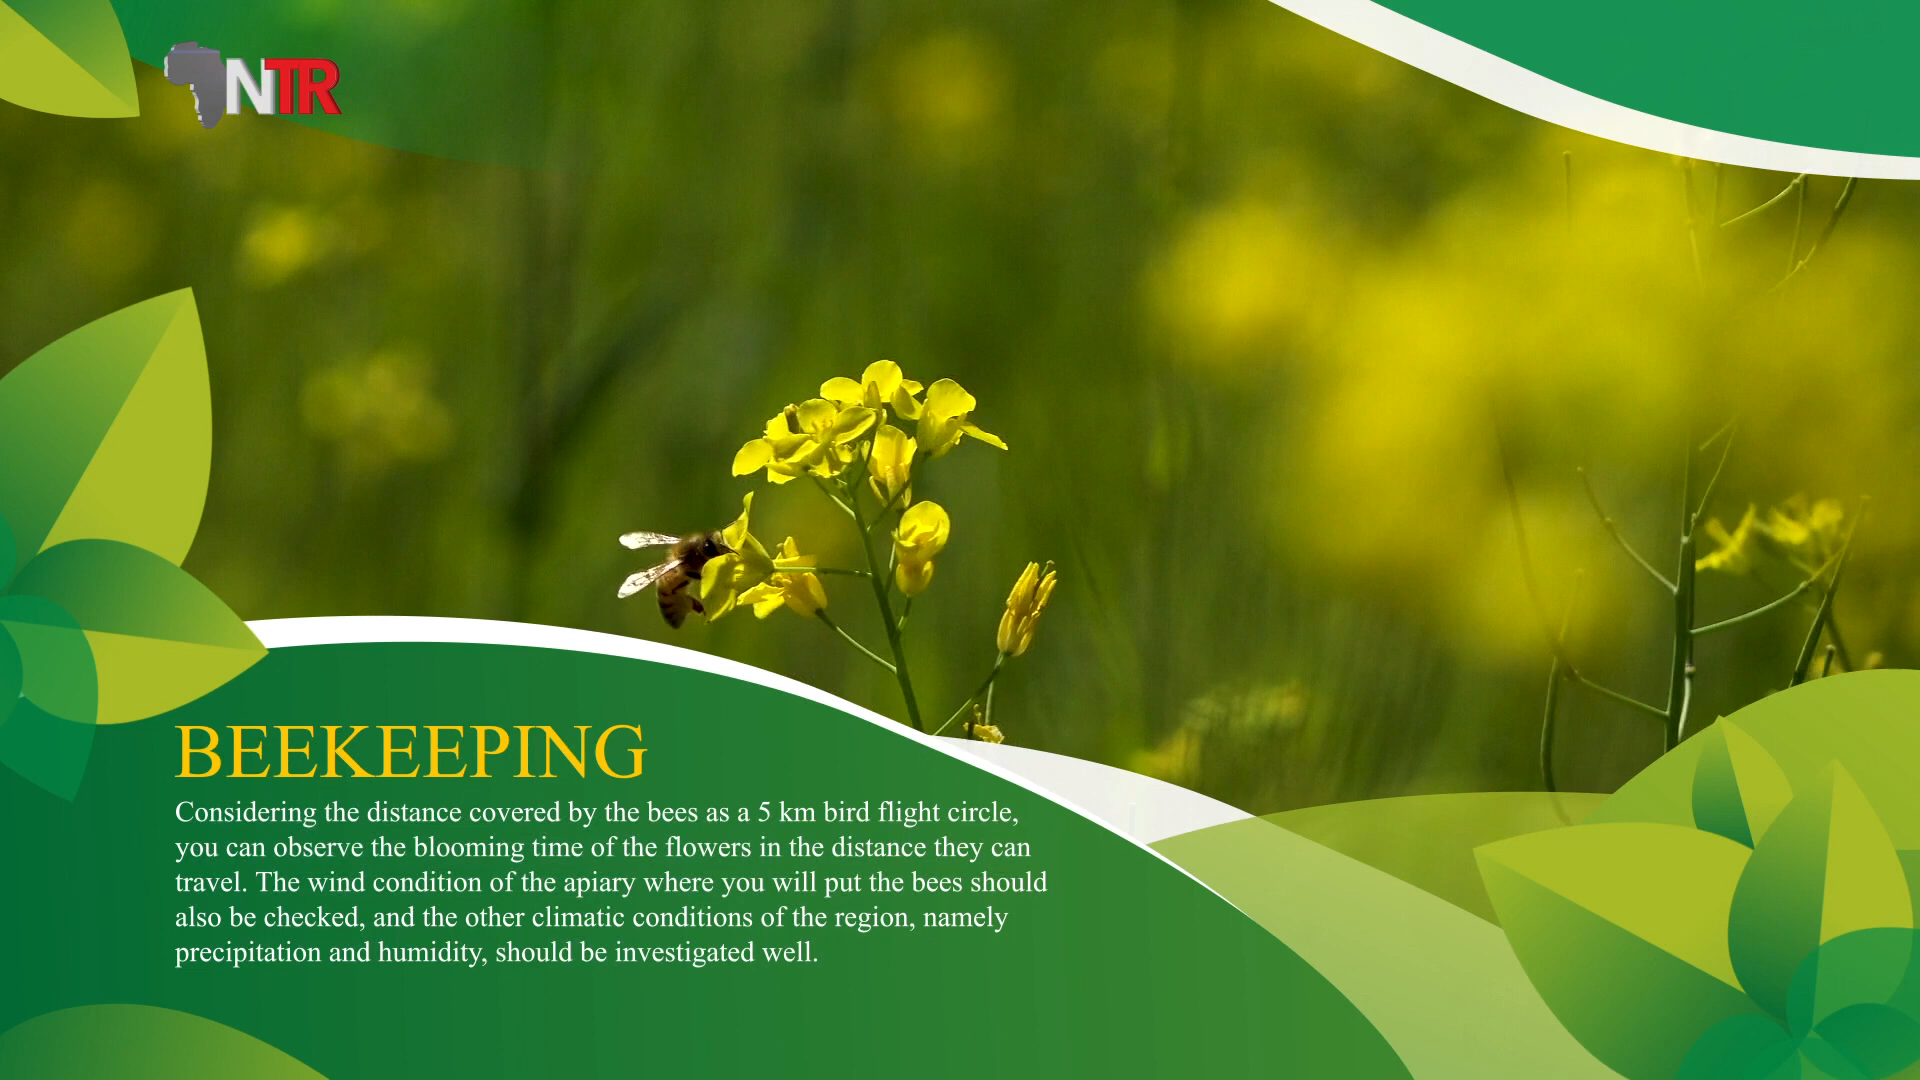 NTR
BEEKEEPING
Considering the distance covered by the bees as a 5 km bird flight circle,
you can observe the blooming time of the flowers in the distance they can
travel. The wind condition of the apiary where you will put the bees should
also be checked, and the other climatic conditions of the region, namely
precipitation and humidity, should be investigated well.